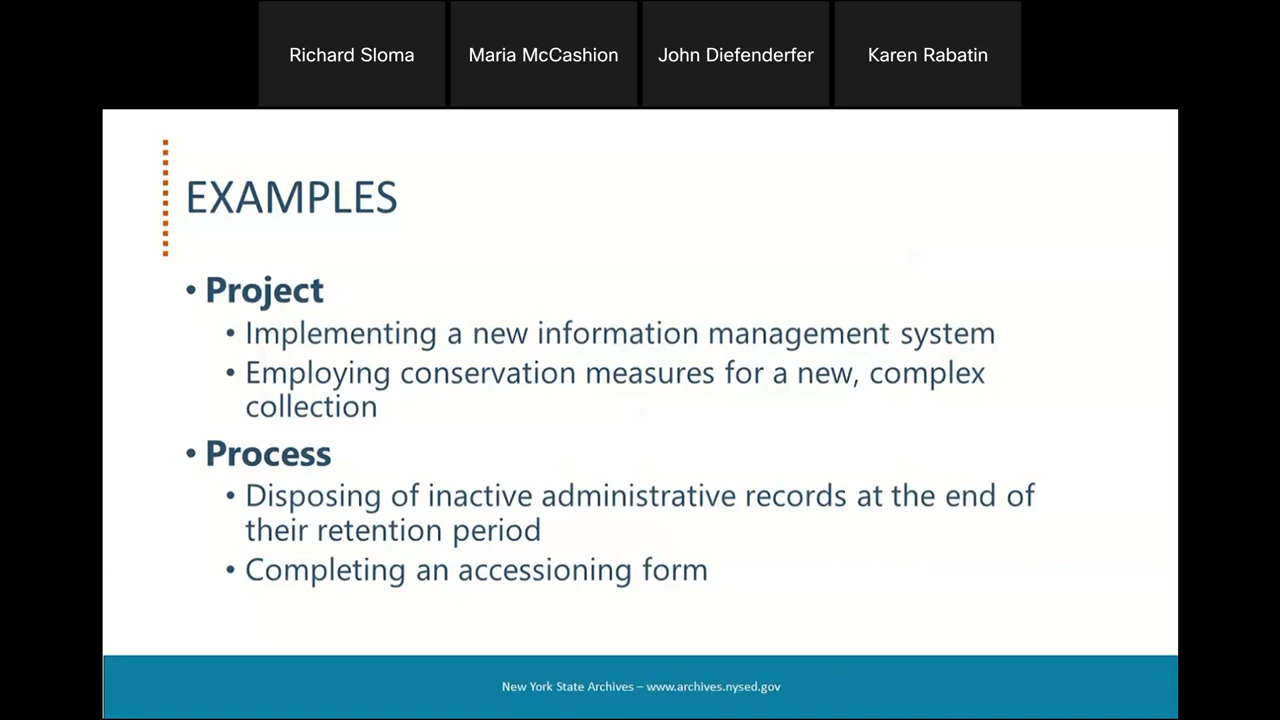 Richard Sloma
Maria McCashion
John Diefenderfer
Karen Rabatin
EXAMPLES
• Project
• Implementing a new information management system
• Employing conservation measures for a new, complex
collection
• Process
• Disposing of inactive administrative records at the end of
their retention period
• Completing an accessioning form
New York State Archives – www.archives.nysed.gov